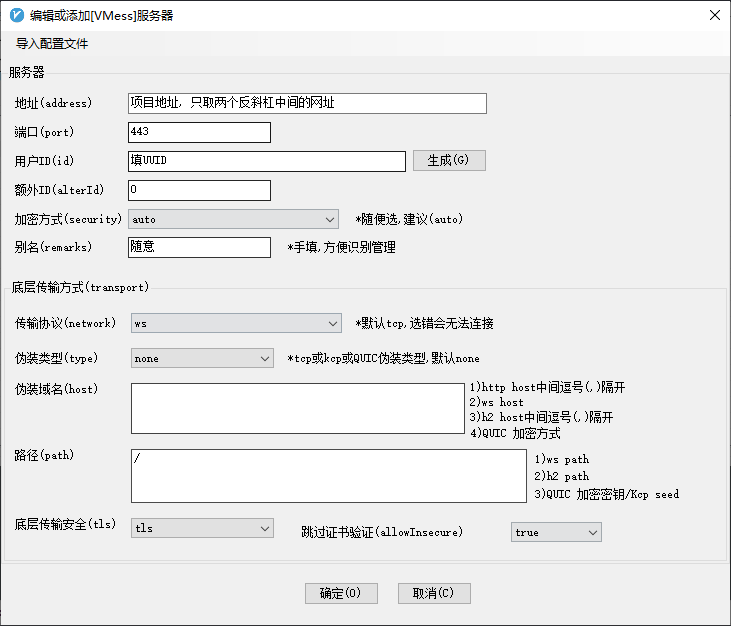 编辑或添加[VMess]服务器
导入配置文件
服务器
地址(address) 项目地址, 只取两个反斜杠中间的网址
端口(port) 443
用户ID(id) 填UUID 生成(G)
额外ID(alterId) 0
加密方式(security) auto *随便选,建议(auto)
别名(remarks) 随意 *手填,方便识别管理
底层传输方式(transport)
传输协议(network) ws *默认tcp,选错会无法连接
伪装类型(type) none *tcp或kcp或QUIC伪装类型,默认none
伪装域名(host) 1)http host中间逗号(,)隔开
2)ws host
3)h2 host中间逗号(,)隔开
4)QUIC 加密方式
路径(path) / 1)ws path
2)h2 path
3)QUIC 加密密钥/Kcp seed
底层传输安全(tls) tls 跳过证书验证(allowInsecure) true
确定(O) 取消(C)